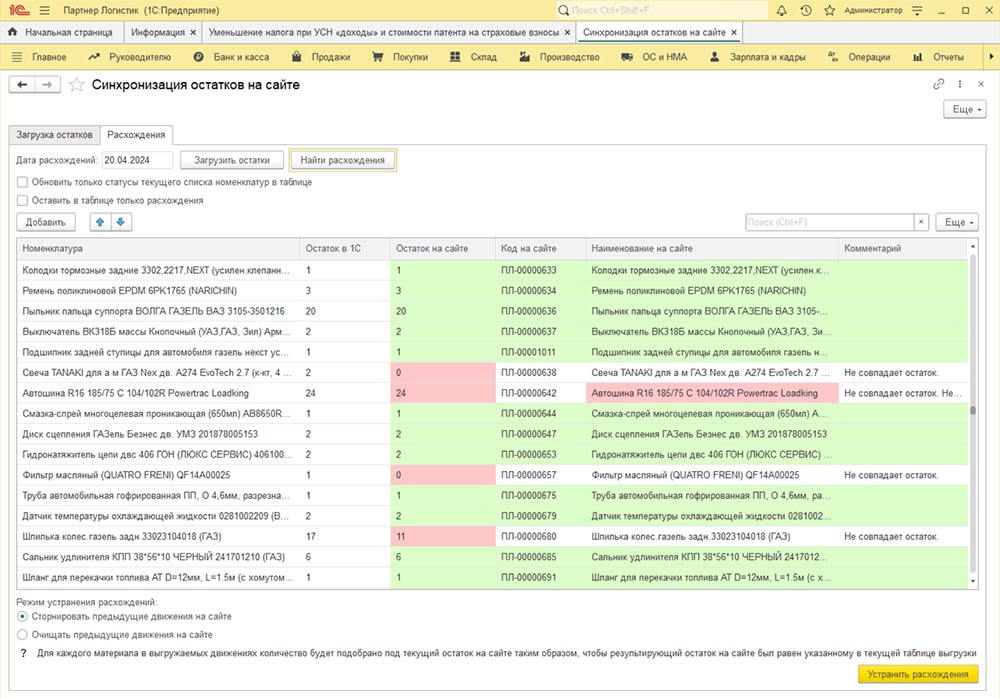 Партнер Логистик (1С:Предприятие)
Поиск Ctrl+Shift+F
Администратор
Начальная страница
Информация ×
Уменьшение налога при УСН «доходы» и стоимости патента на страховые взносы ×
Синхронизация остатков на сайте ×
Главное
Руководителю
Банк и касса
Продажи
Покупки
Склад
Производство
ОС и НМА
Зарплата и кадры
Операции
Отчеты
Синхронизация остатков на сайте
Еще
Загрузка остатков
Расхождения
Дата расхождений: 20.04.2024 Загрузить остатки Найти расхождения
Обновить только статусы текущего списка номенклатур в таблице
Оставить в таблице только расхождения
Добавить Поиск (Ctrl+F) × Еще
Номенклатура Остаток в 1С Остаток на сайте Код на сайте Наименование на сайте Комментарий
Колодки тормозные задние 3302,2217,NEXT (усилен.клепанн... 1 1 ПЛ-00000633 Колодки тормозные задние 3302,2217,NEXT (усилен.к...
Ремень поликлиновой EPDM 6PK1765 (NARICHIN) 3 3 ПЛ-00000634 Ремень поликлиновой EPDM 6PK1765 (NARICHIN)
Пыльник пальца суппорта ВОЛГА ГАЗЕЛЬ ВАЗ 3105-3501216 20 20 ПЛ-00000636 Пыльник пальца суппорта ВОЛГА ГАЗЕЛЬ ВАЗ 3105-...
Выключатель ВК318Б массы Кнопочный (УАЗ,ГАЗ, Зил) Арм... 2 2 ПЛ-00000637 Выключатель ВК318Б массы Кнопочный (УАЗ,ГАЗ, Зи...
Подшипник задней ступицы для автомобиля газель некст ус... 1 1 ПЛ-00001011 Подшипник задней ступицы для автомобиля газель н...
Свеча TANAKI для а м ГАЗ Nex дв. A274 EvoTech 2.7 (к-кт, 4 ... 2 0 ПЛ-00000638 Свеча TANAKI для а м ГАЗ Nex дв. A274 EvoTech 2.7 ... Не совпадает остаток.
Автошина R16 185/75 C 104/102R Powertrac Loadking 24 24 ПЛ-00000642 Автошина R16 185/75 C 104/102R Powertrac Loadking Не совпадает остаток. Не...
Смазка-спрей многоцелевая проникающая (650мл) AB8650R... 1 1 ПЛ-00000644 Смазка-спрей многоцелевая проникающая (650мл) A...
Диск сцепления ГАЗель Безнес дв. УМЗ 201878005153 2 2 ПЛ-00000647 Диск сцепления ГАЗель Безнес дв. УМЗ 201878005153
Гидронатяжитель цепи двс 406 ГОН (ЛЮКС СЕРВИС) 406100... 2 2 ПЛ-00000653 Гидронатяжитель цепи двс 406 ГОН (ЛЮКС СЕРВИС) ...
Фильтр масляный (QUATRO FRENI) QF14A00025 1 0 ПЛ-00000657 Фильтр масляный (QUATRO FRENI) QF14A00025 Не совпадает остаток.
Труба автомобильная гофрированная ПП, О 4,6мм, разрезна... 1 1 ПЛ-00000675 Труба автомобильная гофрированная ПП, О 4,6мм, ра...
Датчик температуры охлаждающей жидкости 0281002209 (В... 2 2 ПЛ-00000679 Датчик температуры охлаждающей жидкости 0281002...
Шпилька колес.газель задн.33023104018 (ГАЗ) 17 11 ПЛ-00000680 Шпилька колес.газель задн.33023104018 (ГАЗ) Не совпадает остаток.
Сальник удлинителя КПП 38*56*10 ЧЕРНЫЙ 241701210 (ГАЗ) 6 6 ПЛ-00000685 Сальник удлинителя КПП 38*56*10 ЧЕРНЫЙ 2417012...
Шланг для перекачки топлива AT D=12мм, L=1.5м (с хомутом... 1 1 ПЛ-00000691 Шланг для перекачки топлива AT D=12мм, L=1.5м (с х...
Режим устранения расхождений:
Сторнировать предыдущие движения на сайте
Очищать предыдущие движения на сайте
? Для каждого материала в выгружаемых движениях количество будет подобрано под текущий остаток на сайте таким образом, чтобы результирующий остаток на сайте был равен указанному в текущей таблице выгрузки
Устранить расхождения